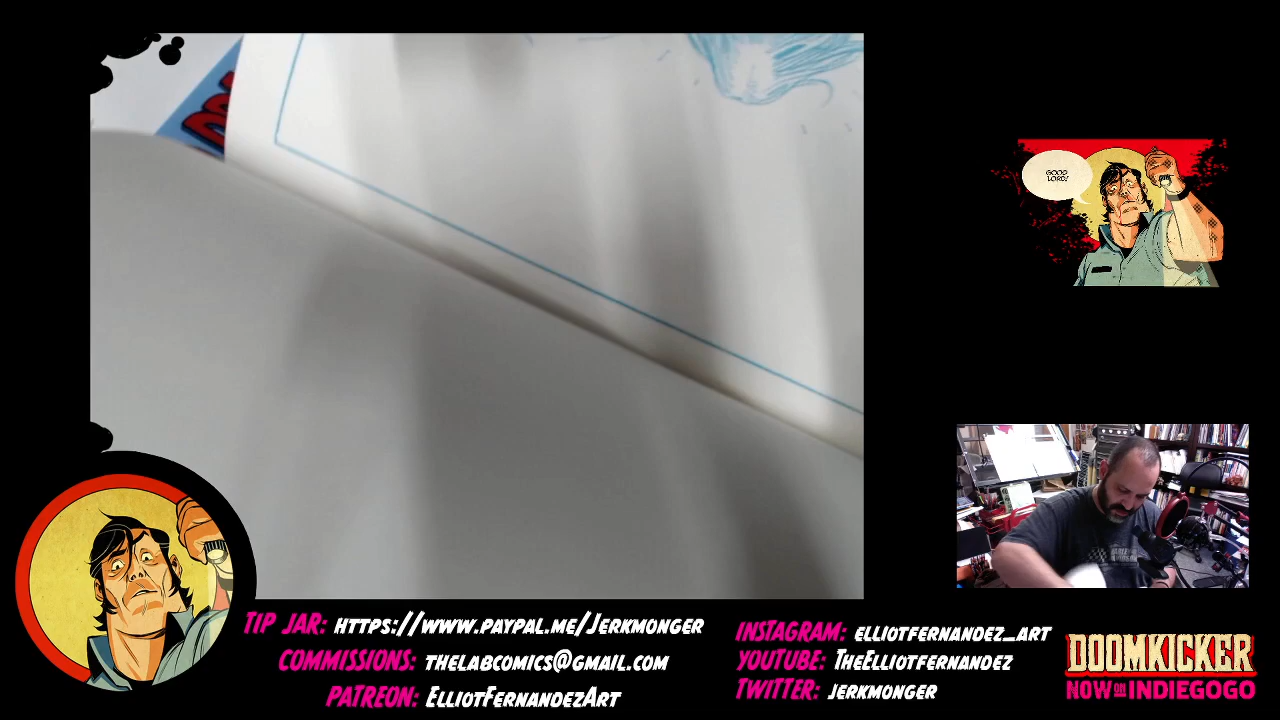 GOOD
LORD!
TIP JAR: HTTPS://WWW.PAYPAL.ME/JERKMONGER
COMMISSIONS: THELABCOMICS@GMAIL.COM
PATREON: ELLIOTFERNANDEZART
INSTAGRAM: ELLIOTFERNANDEZ_ART
YOUTUBE: THEELLIOTFERNANDEZ
TWITTER: JERKMONGER
DOOMKICKER
NOW ON INDIEGOGO